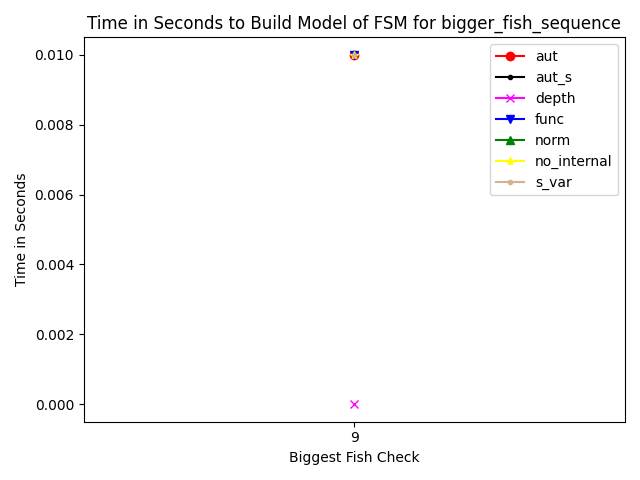 Time in Seconds to Build Model of FSM for bigger_fish_sequence
aut
aut_s
depth
func
norm
no_internal
s_var
0.010
0.008
0.006
0.004
0.002
0.000
Time in Seconds
9
Biggest Fish Check